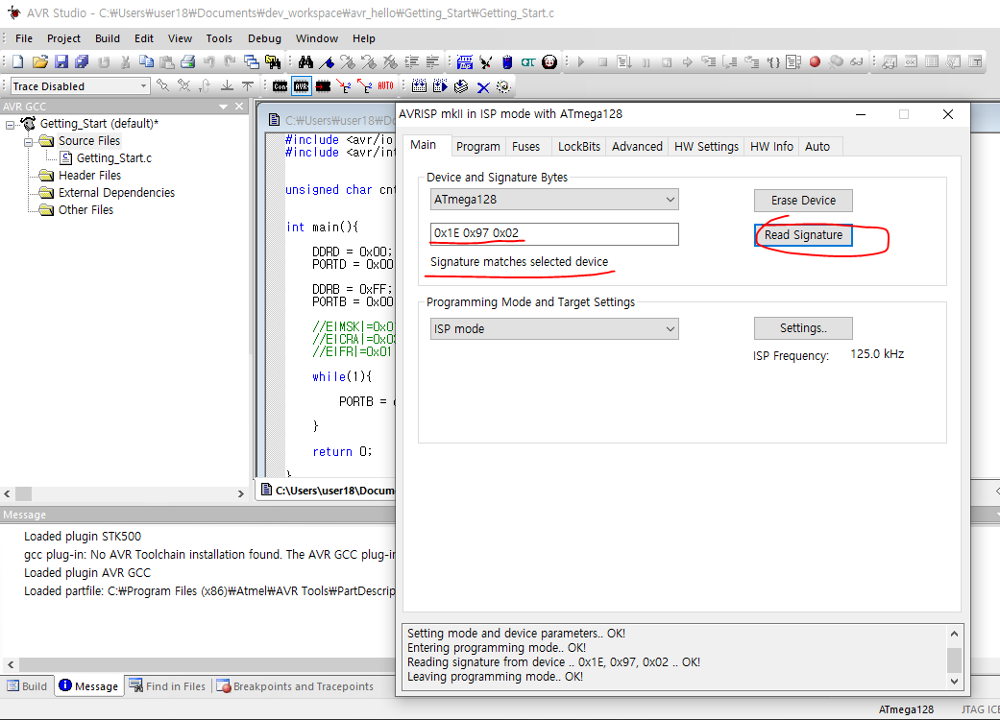 AVR Studio - C:₩Users₩user18₩Documents₩dev_workspace₩avr_hello₩Getting_Start₩Getting_Start.c
File Project Build Edit View Tools Debug Window Help
Trace Disabled
Con AVR AUTO
AVR GCC
Getting_Start (default)*
Source Files
Getting_Start.c
Header Files
External Dependencies
Other Files
C:₩Users₩user18₩Do
#include <avr/io
#include <avr/int
unsigned char cnt
int main(){
DDRD = 0x00;
PORTD = 0x00
DDRB = 0xFF;
PORTB = 0x00
//EIMSK|=0x0
//EICRA|=0x0
//EIFR|=0x01
while(1){
PORTB =
}
return 0;
}
C:₩Users₩user18₩Docum
AVRISP mkII in ISP mode with ATmega128
Main Program Fuses LockBits Advanced HW Settings HW Info Auto
Device and Signature Bytes
ATmega128
Erase Device
0x1E 0x97 0x02
Read Signature
Signature matches selected device
Programming Mode and Target Settings
ISP mode
Settings..
ISP Frequency: 125.0 kHz
Setting mode and device parameters.. OK!
Entering programming mode.. OK!
Reading signature from device .. 0x1E, 0x97, 0x02 .. OK!
Leaving programming mode.. OK!
Message
Loaded plugin STK500
gcc plug-in: No AVR Toolchain installation found. The AVR GCC plug-in
Loaded plugin AVR GCC
Loaded partfile: C:₩Program Files (x86)₩Atmel₩AVR Tools₩PartDescrip
Build Message Find in Files Breakpoints and Tracepoints
ATmega128 JTAG ICE